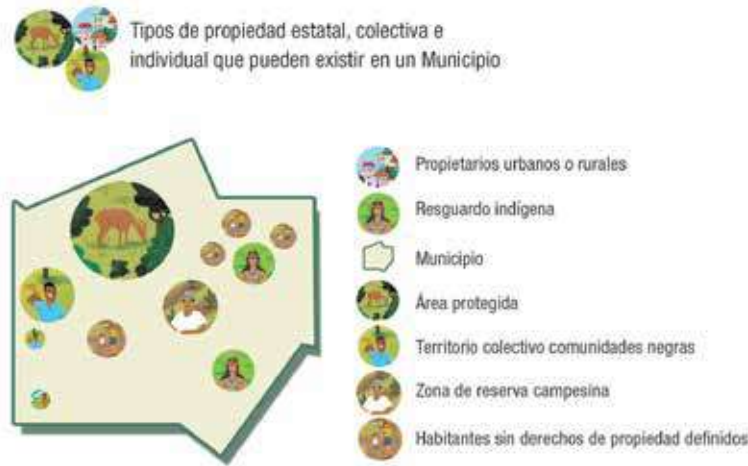 Tipos de propiedad estatal, colectiva e
individual que pueden existir en un Municipio
Propietarios urbanos o rurales
Resguardo indígena
Municipio
Área protegida
Territorio colectivo comunidades negras
Zona de reserva campesina
Habitantes sin derechos de propiedad definidos